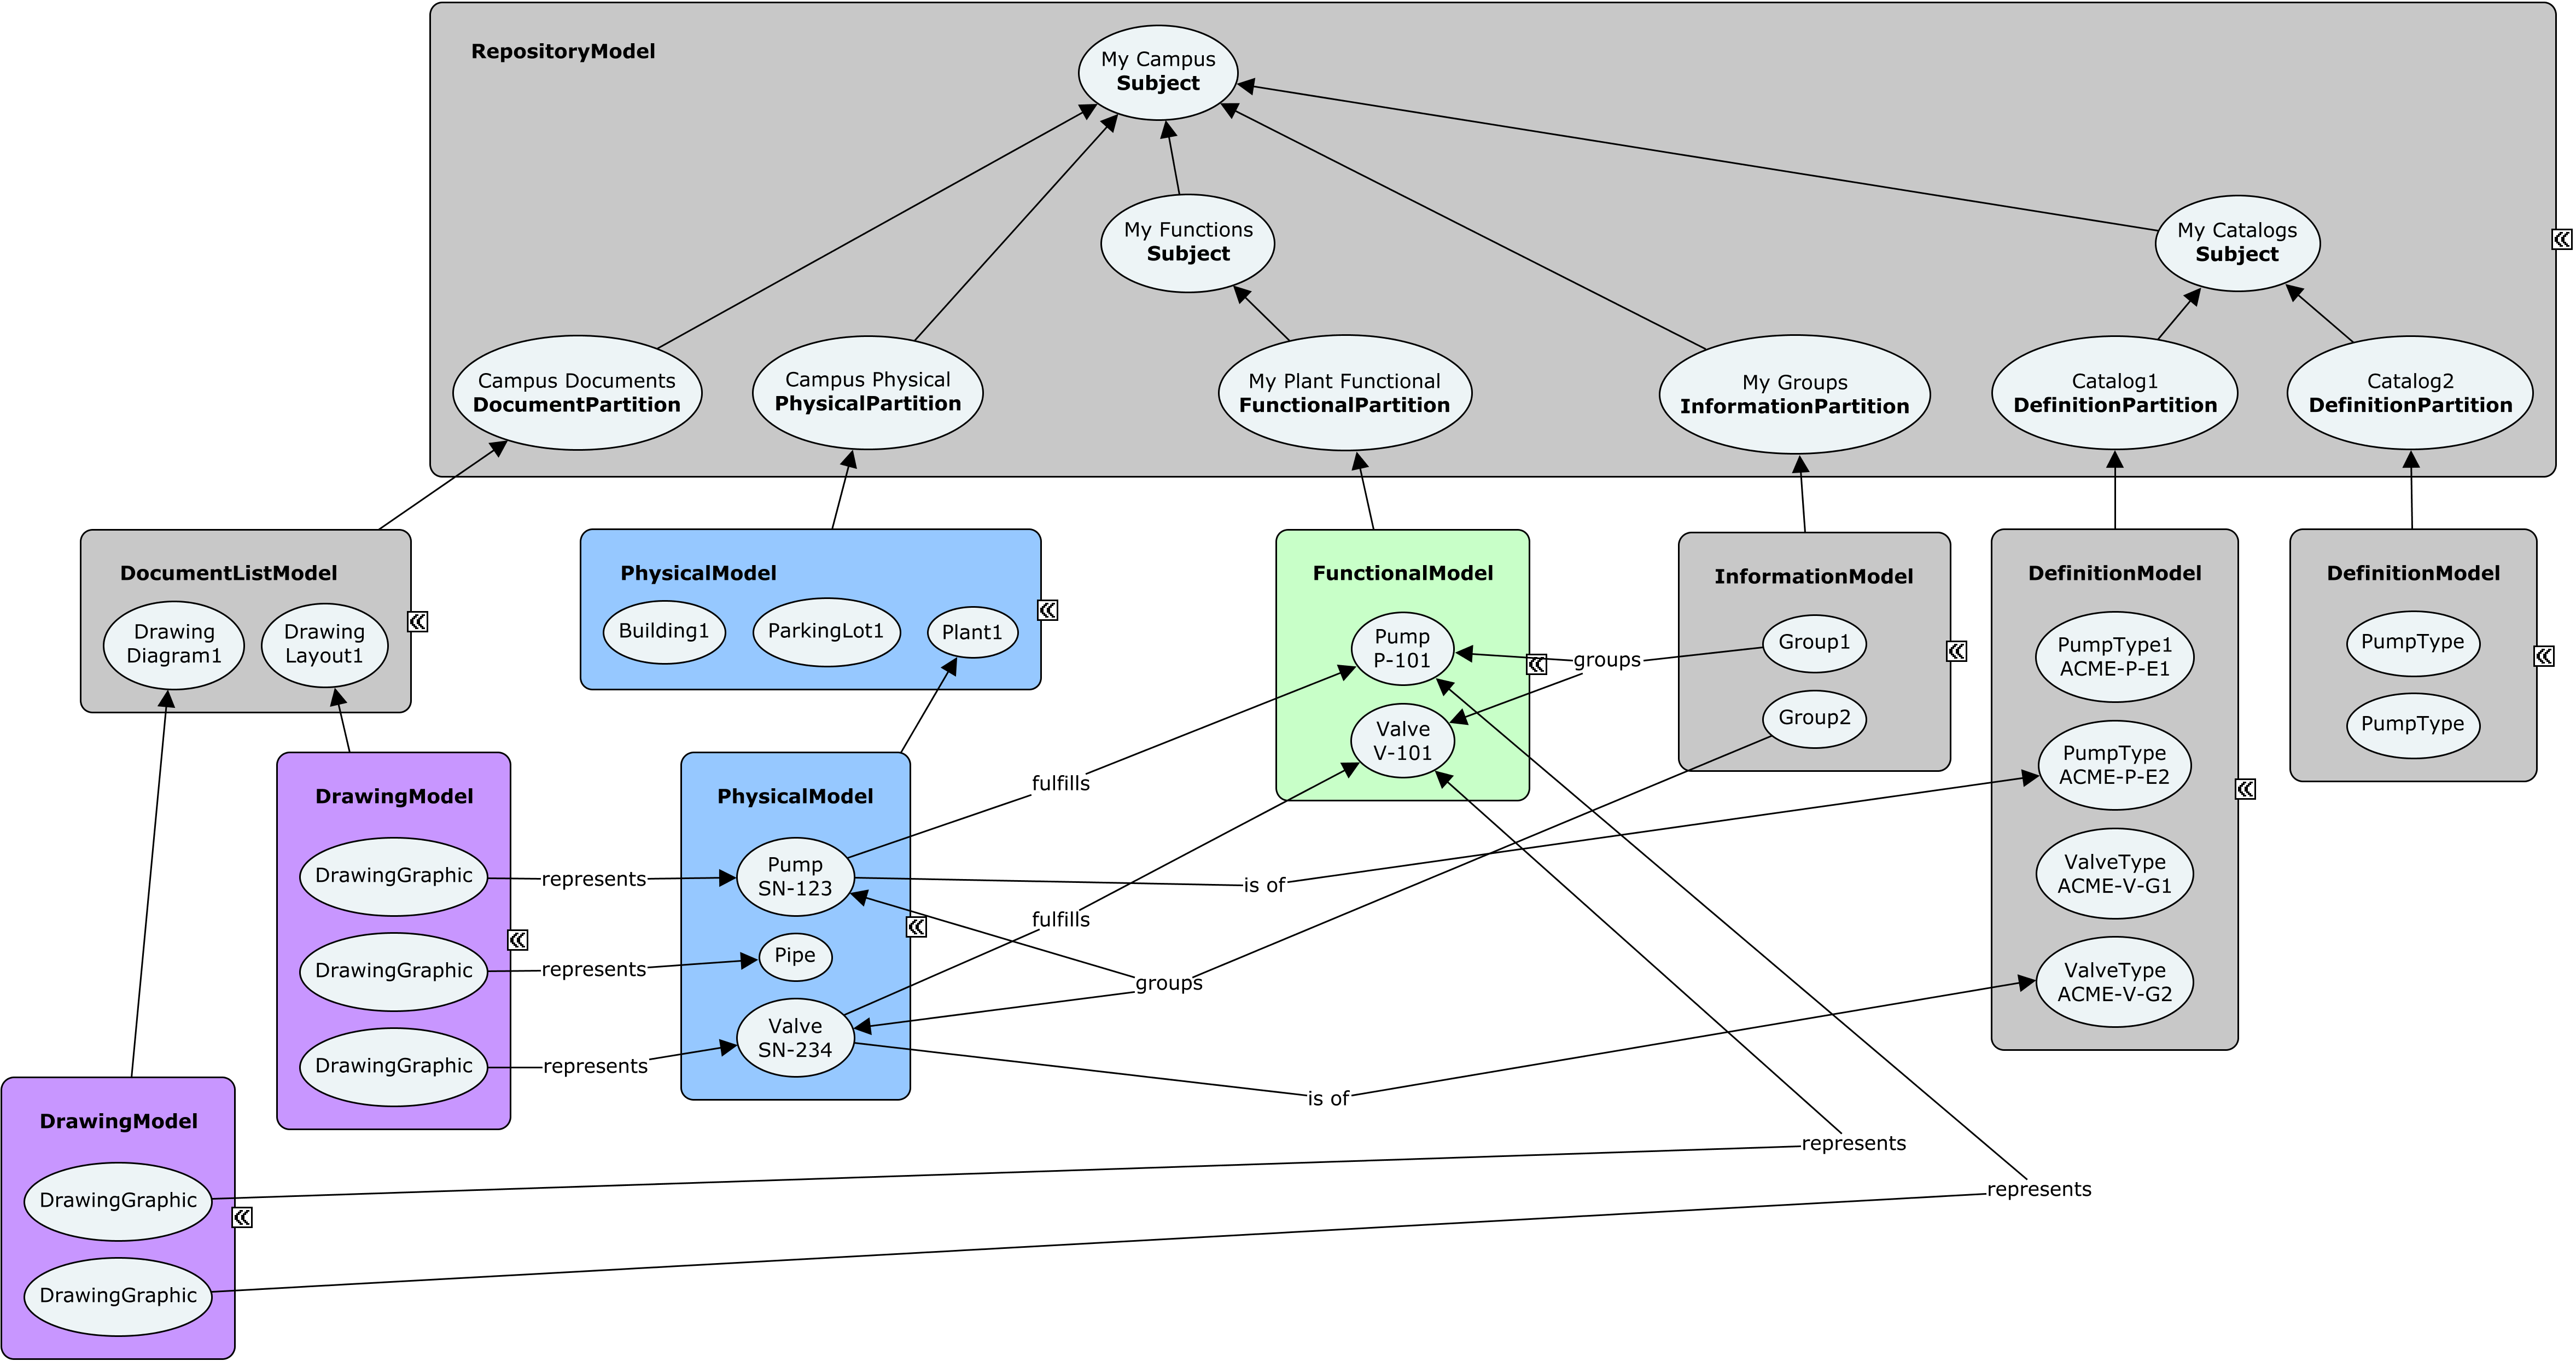 RepositoryModel
My Campus
Subject
My Functions
Subject
My Catalogs
Subject
Campus Documents
DocumentPartition
Campus Physical
PhysicalPartition
My Plant Functional
FunctionalPartition
My Groups
InformationPartition
Catalog1
DefinitionPartition
Catalog2
DefinitionPartition
DocumentListModel
Drawing
Diagram1
Drawing
Layout1
PhysicalModel
Building1
ParkingLot1
Plant1
FunctionalModel
Pump
P-101
Valve
V-101
groups
InformationModel
Group1
Group2
DefinitionModel
PumpType1
ACME-P-E1
PumpType
ACME-P-E2
ValveType
ACME-V-G1
ValveType
ACME-V-G2
DefinitionModel
PumpType
PumpType
DrawingModel
DrawingGraphic
DrawingGraphic
DrawingGraphic
represents
represents
represents
PhysicalModel
Pump
SN-123
Pipe
Valve
SN-234
fulfills
fulfills
is of
groups
is of
DrawingModel
DrawingGraphic
DrawingGraphic
represents
represents